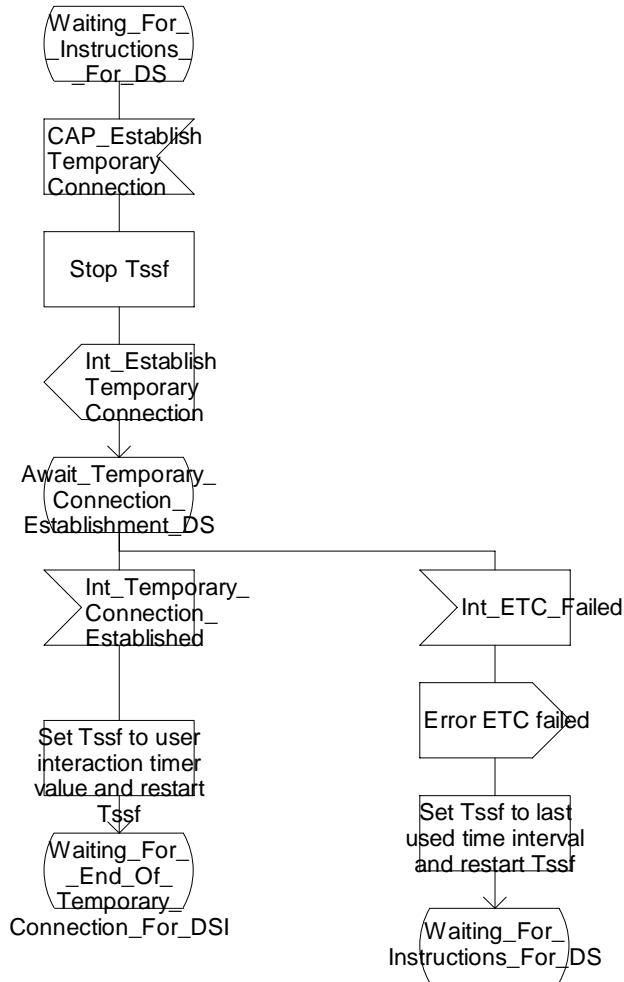 Waiting_For_
_Instructions_
_For_DS
CAP_Establish
Temporary
Connection
Stop Tssf
Int_Establish
Temporary
Connection
Await_Temporary_
Connection_
Establishment_DS
Int_Temporary_
Connection_
Established
Int_ETC_Failed
Error ETC failed
Set Tssf to user
interaction timer
value and restart
Tssf
Set Tssf to last
used time interval
and restart Tssf
Waiting_For_
_End_Of_
Temporary_
Connection_For_DSI
Waiting_For_
Instructions_For_DS